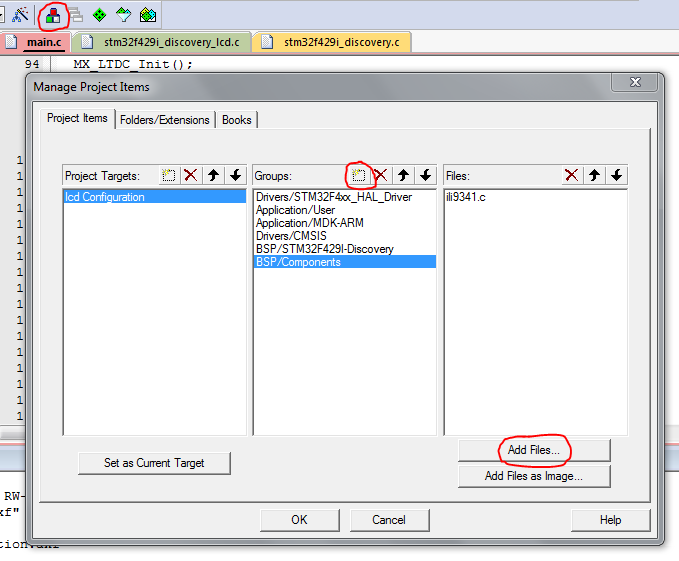 main.c stm32f429i_discovery_lcd.c stm32f429i_discovery.c
94 MX_LTDC_Init();
Manage Project Items
Project Items Folders/Extensions Books
Project Targets: Groups: Files:
lcd Configuration
Drivers/STM32F4xx_HAL_Driver
Application/User
Application/MDK-ARM
Drivers/CMSIS
BSP/STM32F429I-Discovery
BSP/Components
ili9341.c
Set as Current Target
Add Files...
Add Files as Image...
OK Cancel Help
RW-